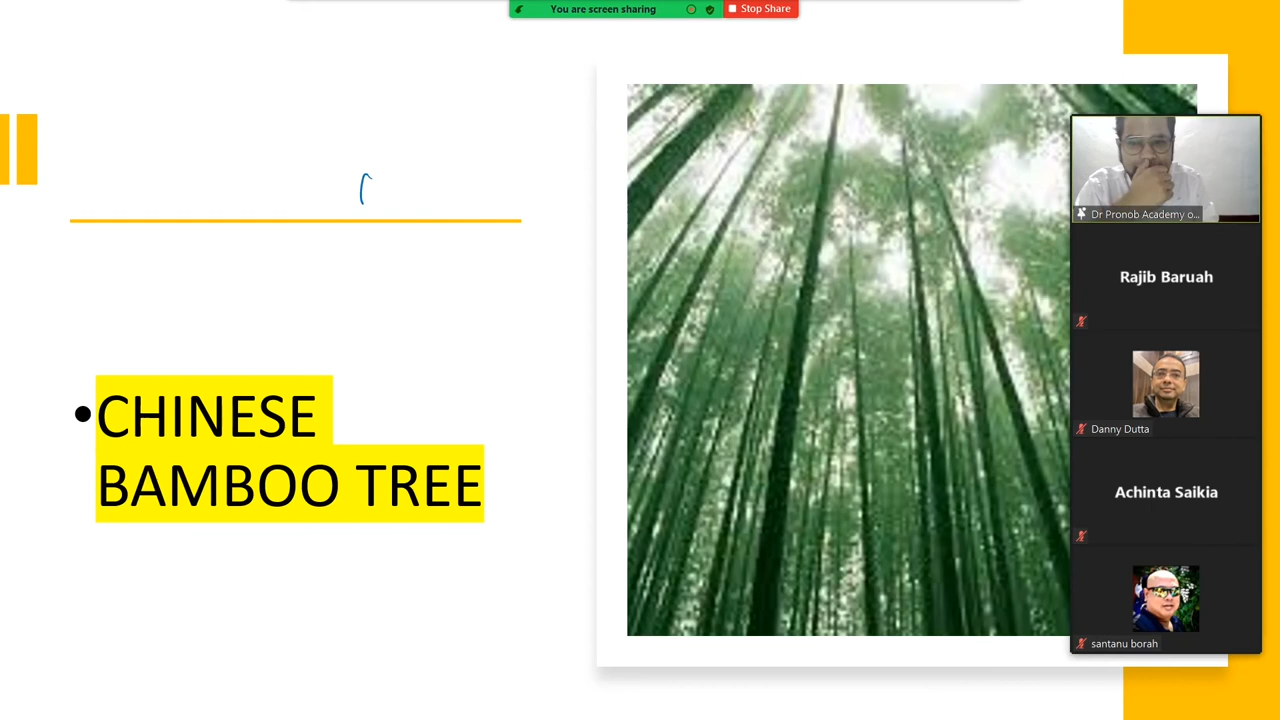 You are screen sharing
Stop Share
Dr Pronob Academy o...
Rajib Baruah
•CHINESE
BAMBOO TREE
Danny Dutta
Achinta Saikia
santanu borah